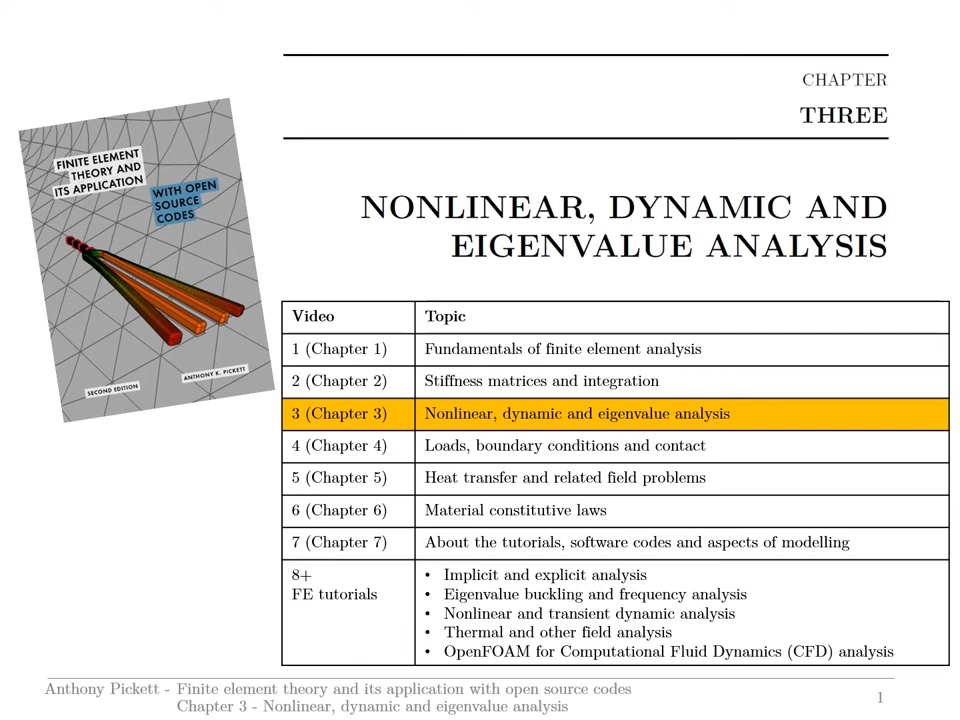 CHAPTER
THREE
FINITE ELEMENT
THEORY AND
ITS APPLICATION
WITH OPEN
SOURCE
CODES
SECOND EDITION
ANTHONY K. PICKETT
NONLINEAR, DYNAMIC AND
EIGENVALUE ANALYSIS
Video Topic
1 (Chapter 1) Fundamentals of finite element analysis
2 (Chapter 2) Stiffness matrices and integration
3 (Chapter 3) Nonlinear, dynamic and eigenvalue analysis
4 (Chapter 4) Loads, boundary conditions and contact
5 (Chapter 5) Heat transfer and related field problems
6 (Chapter 6) Material constitutive laws
7 (Chapter 7) About the tutorials, software codes and aspects of modelling
8+
FE tutorials
• Implicit and explicit analysis
• Eigenvalue buckling and frequency analysis
• Nonlinear and transient dynamic analysis
• Thermal and other field analysis
• OpenFOAM for Computational Fluid Dynamics (CFD) analysis
Anthony Pickett - Finite element theory and its application with open source codes
Chapter 3 - Nonlinear, dynamic and eigenvalue analysis
1